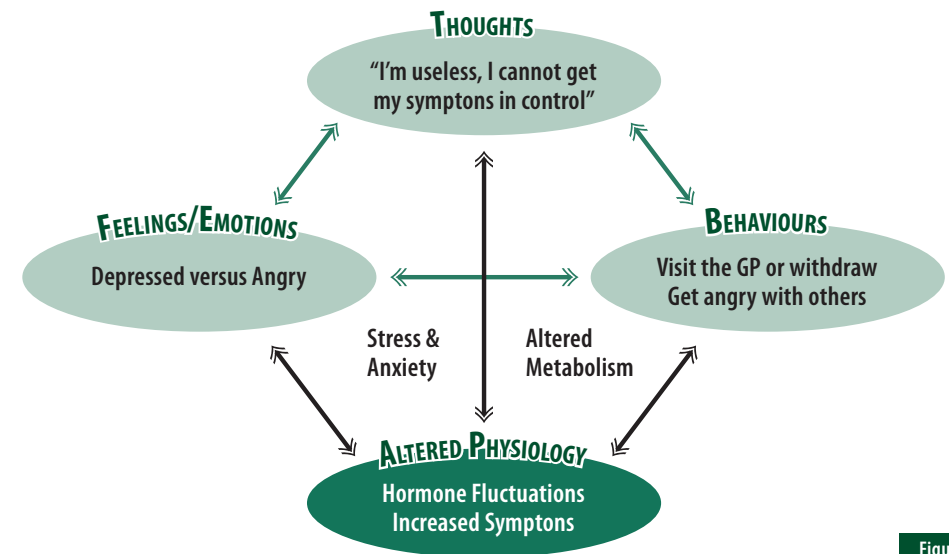 THOUGHTS
“I’m useless, I cannot get
my symptons in control”
FEELINGS/EMOTIONS
Depressed versus Angry
BEHAVIOURS
Visit the GP or withdraw
Get angry with others
Stress &
Anxiety
Altered
Metabolism
ALTERED PHYSIOLOGY
Hormone Fluctuations
Increased Symptons